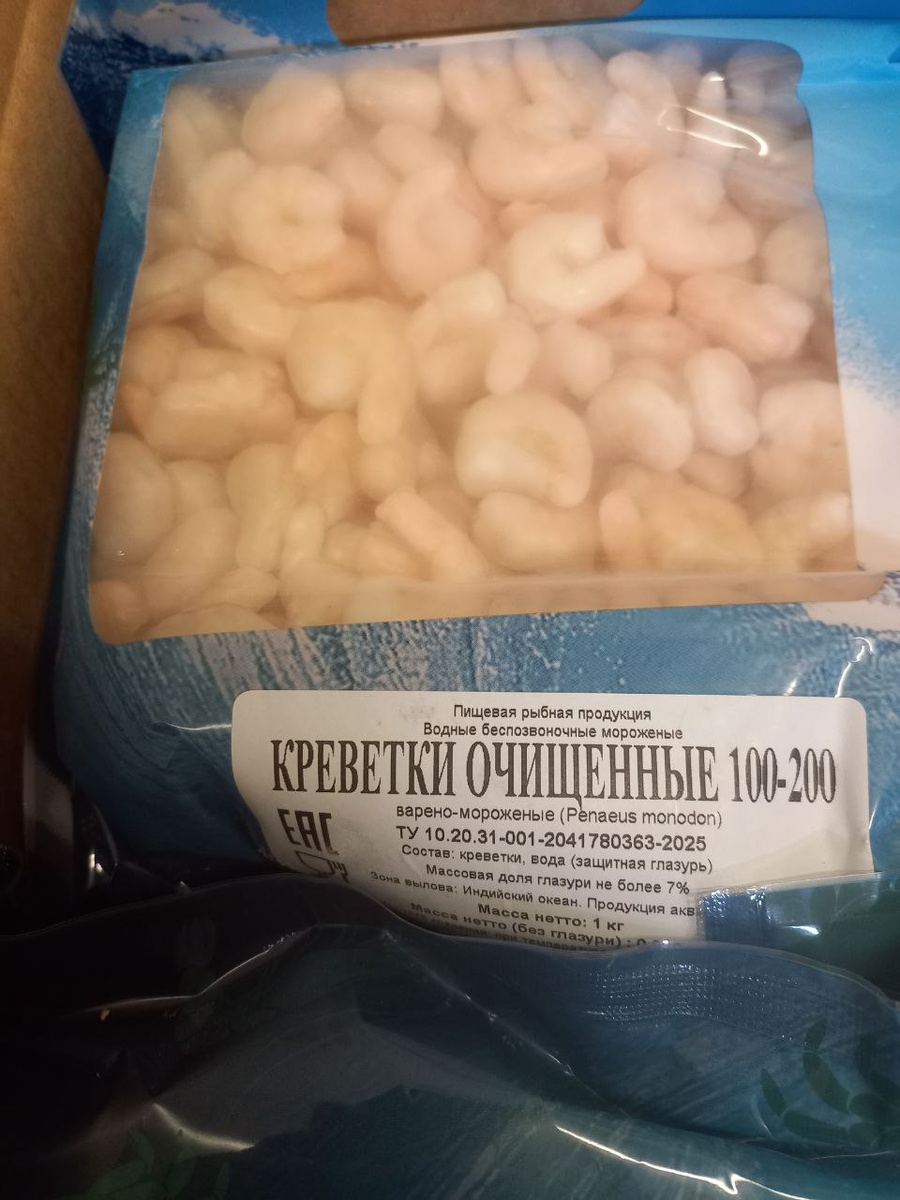 Пищевая рыбная продукция
Водные беспозвоночные мороженые
КРЕВЕТКИ ОЧИЩЕННЫЕ 100-200
варено-мороженые (Penaeus monodon)
EAC
ТУ 10.20.31-001-2041780363-2025
Состав: креветки, вода (защитная глазурь)
Массовая доля глазури не более 7%
Зона вылова: Индийский океан. Продукция
Масса нетто: 1 кг
Масса нетто (без глазури) :
при